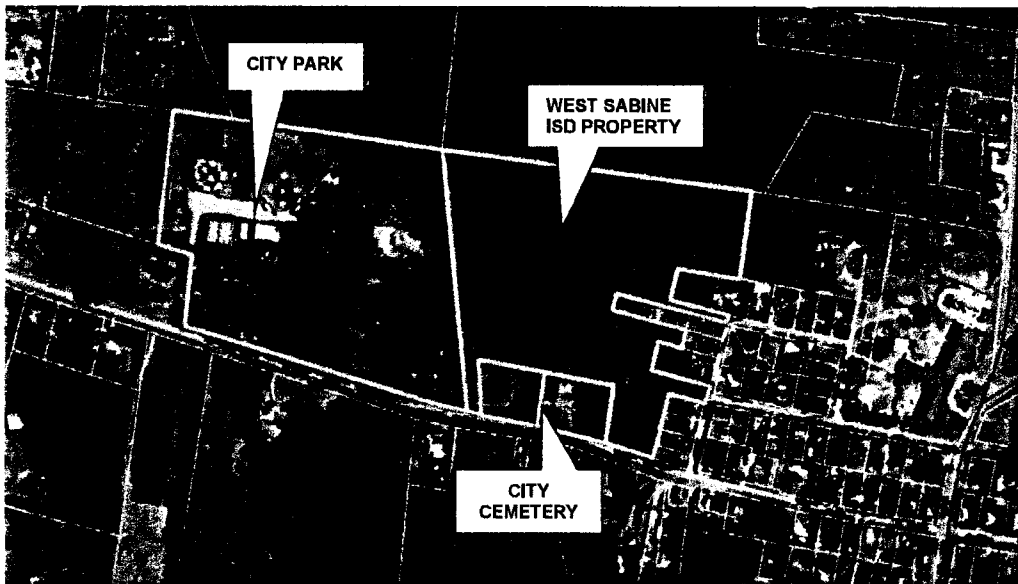 CITY PARK
WEST SABINE
ISD PROPERTY
CITY
CEMETERY